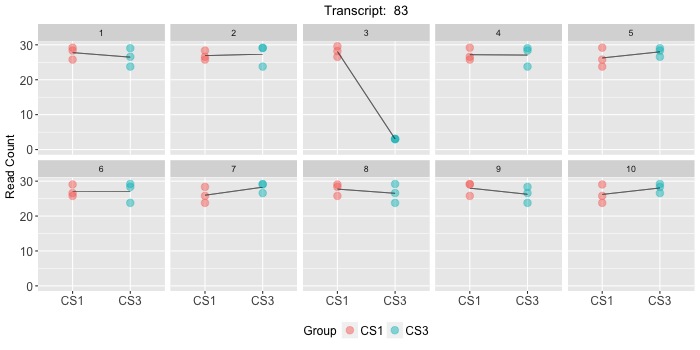 Transcript: 83
1 2 3 4 5
30
20
10
0
Read Count
6 7 8 9 10
30
20
10
0
CS1 CS3 CS1 CS3 CS1 CS3 CS1 CS3 CS1 CS3
Group CS1 CS3